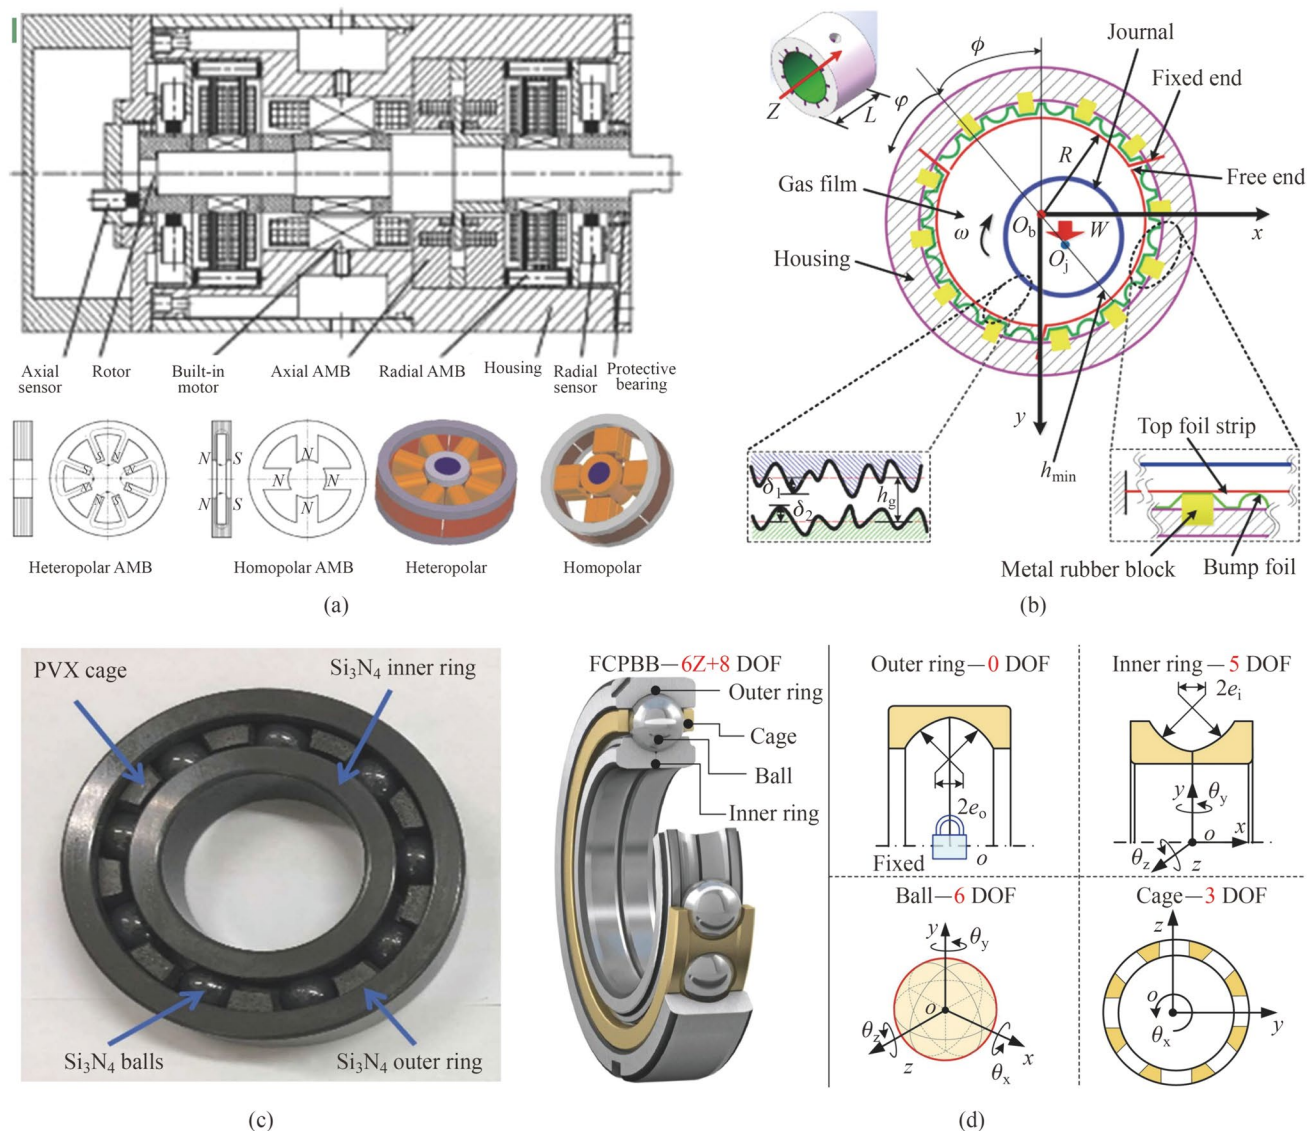 Axial sensor
Rotor
Built-in motor
Axial AMB
Radial AMB
Housing
Radial sensor
Protective bearing
N S
N S
S N
S N
S N
S N
N S
N S
N
N
N
N
Heteropolar AMB
Homopolar AMB
Heteropolar
Homopolar
(a)
ϕ
Journal
Fixed end
φ
Z
L
R
Free end
Gas film
ω
O_b
W
x
Housing
O_j
y
h_min
Top foil strip
δ_1
δ_2
h_g
Metal rubber block
Bump foil
(b)
PVX cage
Si₃N₄ inner ring
Si₃N₄ balls
Si₃N₄ outer ring
(c)
FCPBB—6Z+8 DOF
Outer ring
Cage
Ball
Inner ring
Outer ring—0 DOF
2e_o
Fixed
o
Inner ring—5 DOF
2e_i
y
θ_y
x
o
θ_z
z
Ball—6 DOF
y
θ_y
o
θ_z
z
x
θ_x
Cage—3 DOF
z
o
θ_x
y
(d)